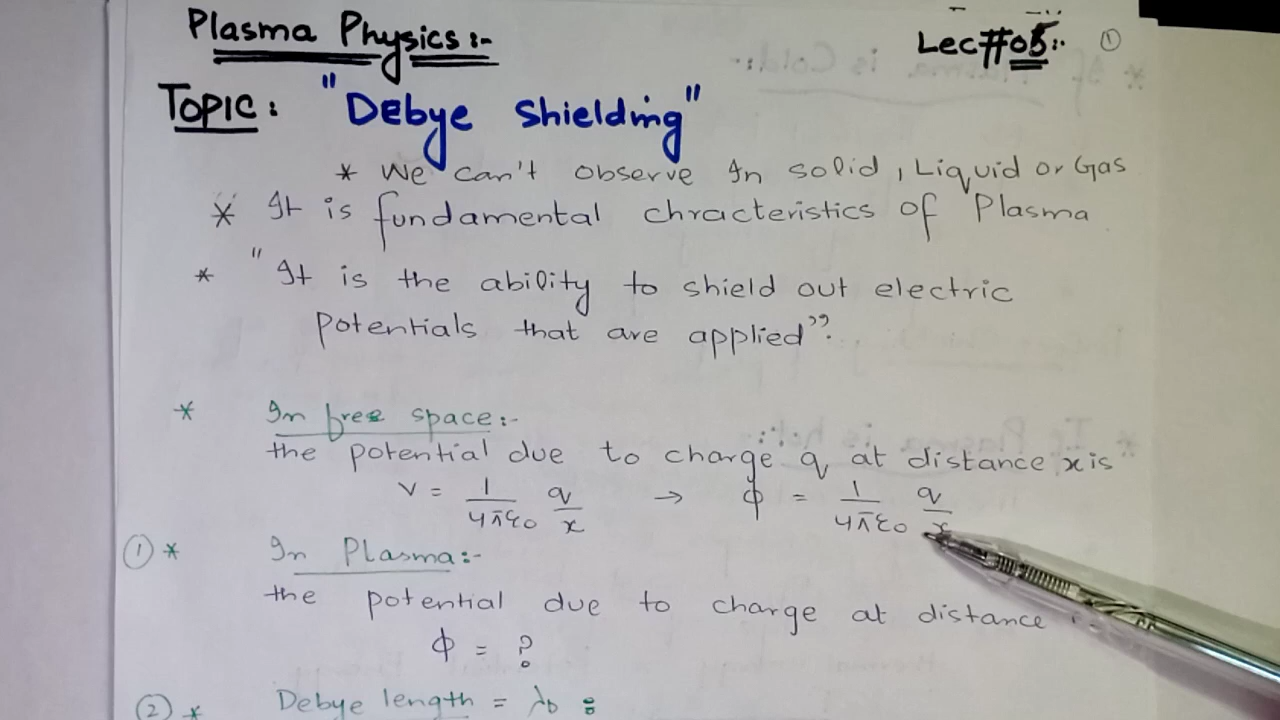 Plasma Physics:- Lec#05:- ①
Topic: "Debye Shielding"
* We can't observe In solid, Liquid or Gas
* It is fundamental chracteristics of Plasma
* "It is the ability to shield out electric
Potentials that are applied".
* In free space:-
the potential due to charge q at distance x is
V = 1/4πε₀ q/x → ϕ = 1/4πε₀ q/x
① * In Plasma:-
the potential due to charge at distance
ϕ = ?
② * Debye length = λD :